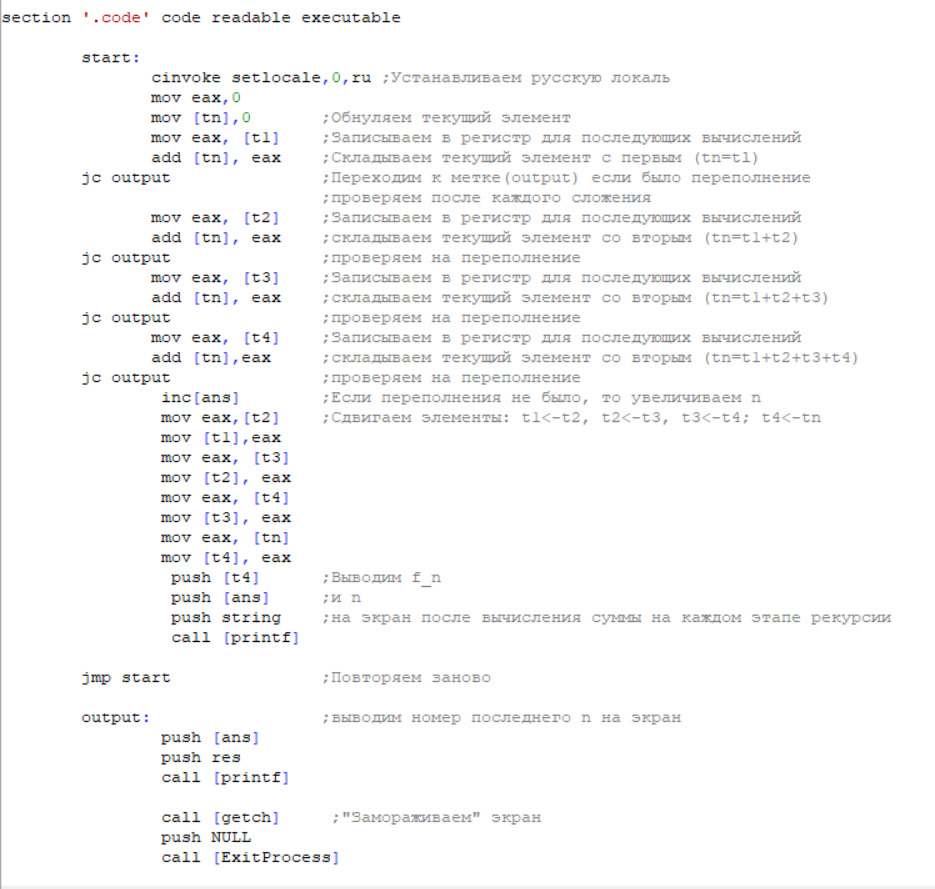 section '.code' code readable executable
start:
cinvoke setlocale,0,ru ;Устанавливаем русскую локаль
mov eax,0
mov [tn],0 ;Обнуляем текущий элемент
mov eax, [t1] ;Записываем в регистр для последующих вычислений
add [tn], eax ;Складываем текущий элемент с первым (tn=t1)
jc output ;Переходим к метке(output) если было переполнение
;проверяем после каждого сложения
mov eax, [t2] ;Записываем в регистр для последующих вычислений
add [tn], eax ;складываем текущий элемент со вторым (tn=t1+t2)
jc output ;проверяем на переполнение
mov eax, [t3] ;Записываем в регистр для последующих вычислений
add [tn], eax ;складываем текущий элемент со вторым (tn=t1+t2+t3)
jc output ;проверяем на переполнение
mov eax, [t4] ;Записываем в регистр для последующих вычислений
add [tn],eax ;складываем текущий элемент со вторым (tn=t1+t2+t3+t4)
jc output ;проверяем на переполнение
inc[ans] ;Если переполнения не было, то увеличиваем n
mov eax,[t2] ;Сдвигаем элементы: t1<-t2, t2<-t3, t3<-t4; t4<-tn
mov [t1],eax
mov eax, [t3]
mov [t2], eax
mov eax, [t4]
mov [t3], eax
mov eax, [tn]
mov [t4], eax
push [t4] ;Выводим f_n
push [ans] ;и n
push string ;на экран после вычисления суммы на каждом этапе рекурсии
call [printf]
jmp start ;Повторяем заново
output: ;выводим номер последнего n на экран
push [ans]
push res
call [printf]
call [getch] ;"Замораживаем" экран
push NULL
call [ExitProcess]